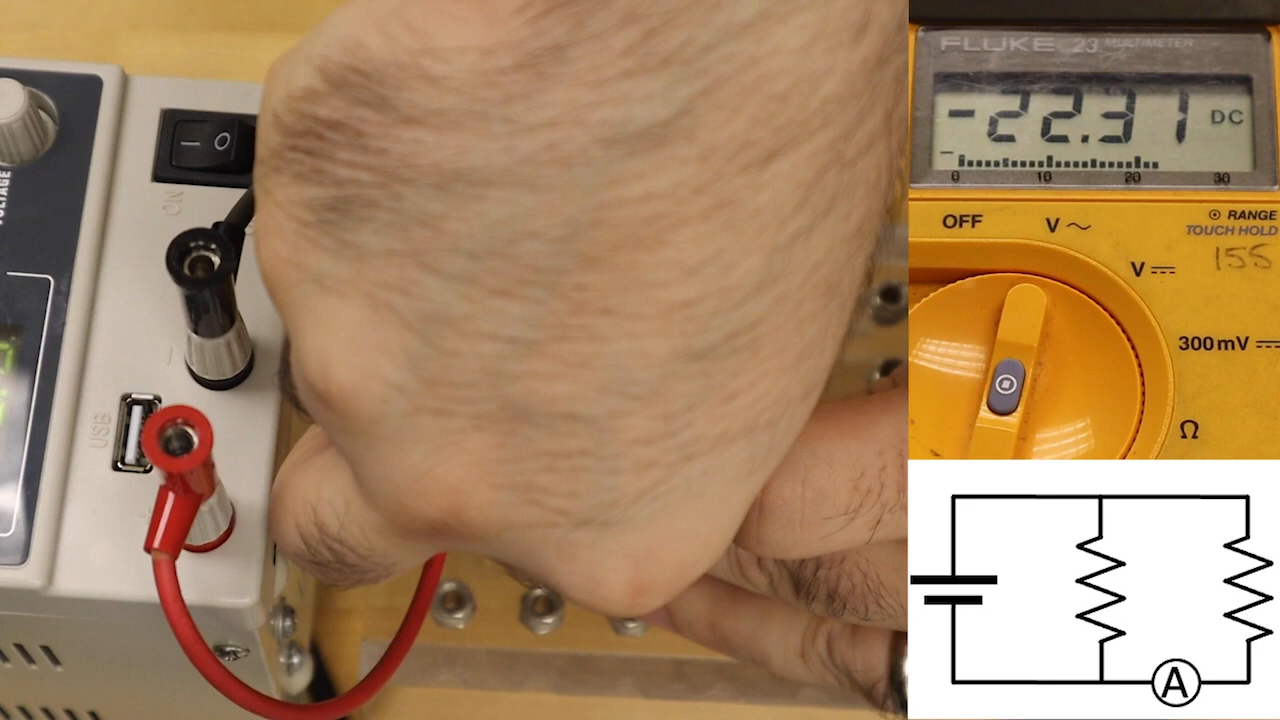 VOLTAGE
ON
USB
FLUKE 23 MULTIMETER
-22.31 DC
0 10 20 30
OFF
V
RANGE
TOUCH HOLD
155
V
300mV
Ω
A